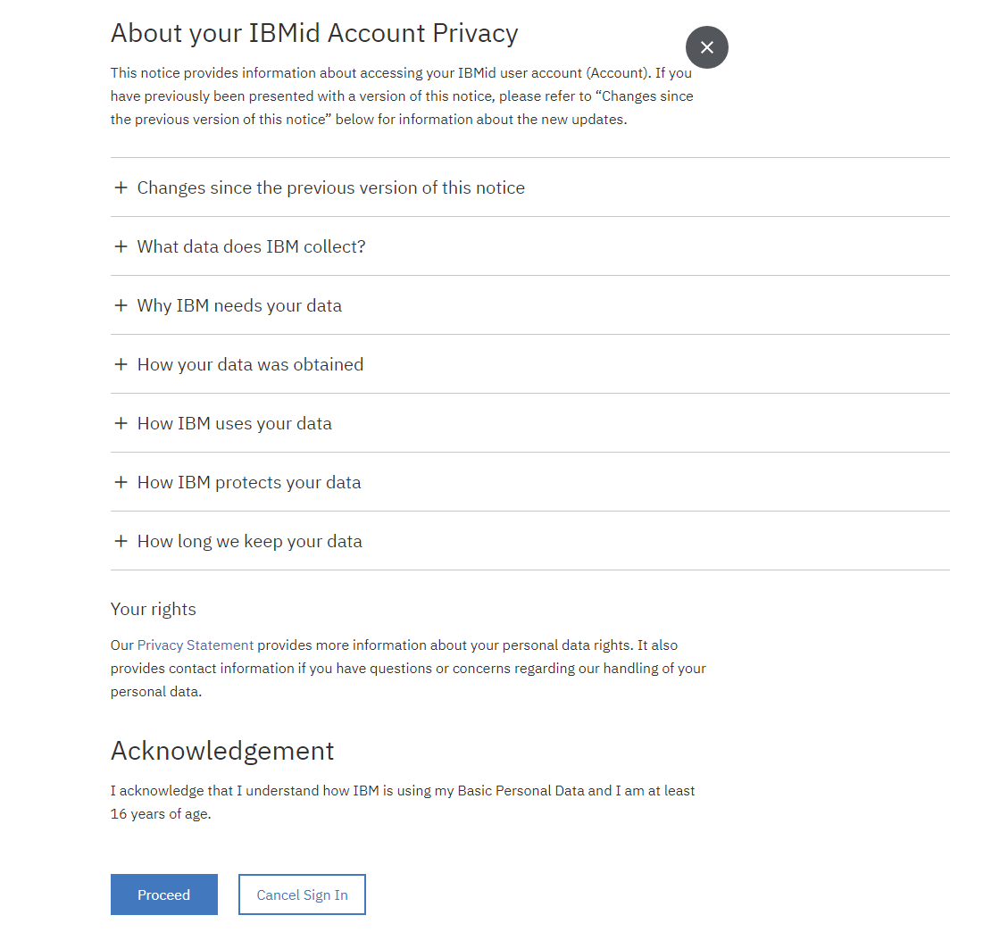 About your IBMid Account Privacy
This notice provides information about accessing your IBMid user account (Account). If you
have previously been presented with a version of this notice, please refer to “Changes since
the previous version of this notice” below for information about the new updates.
Changes since the previous version of this notice
What data does IBM collect?
Why IBM needs your data
How your data was obtained
How IBM uses your data
How IBM protects your data
How long we keep your data
Your rights
Our Privacy Statement provides more information about your personal data rights. It also
provides contact information if you have questions or concerns regarding our handling of your
personal data.
Acknowledgement
I acknowledge that I understand how IBM is using my Basic Personal Data and I am at least
16 years of age.
Proceed
Cancel Sign In